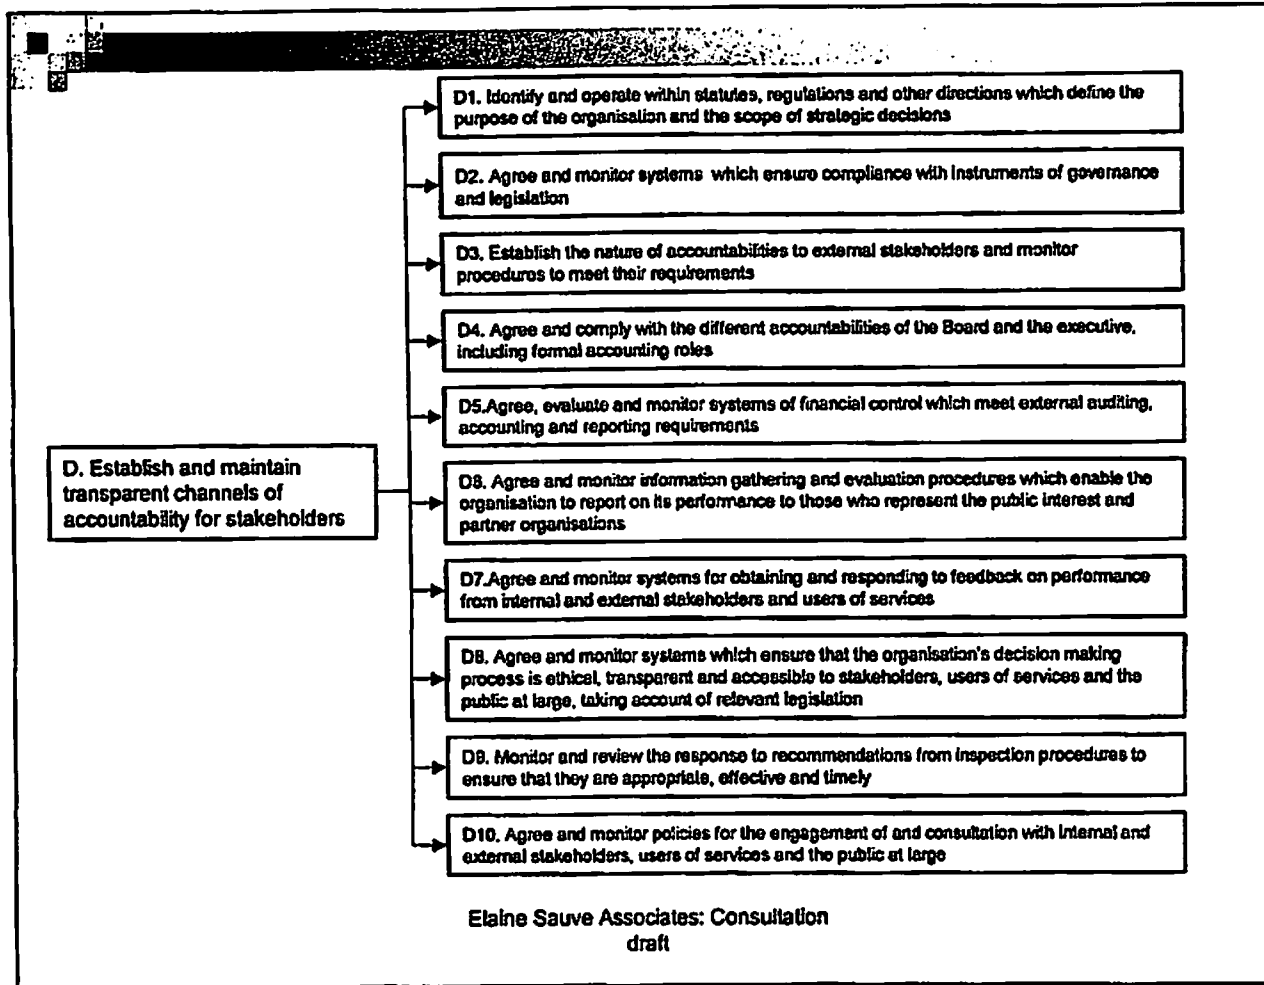 D1. Identify and operate within statutes, regulations and other directions which define the
purpose of the organisation and the scope of strategic decisions
D2. Agree and monitor systems which ensure compliance with instruments of governance
and legislation
D3. Establish the nature of accountabilities to external stakeholders and monitor
procedures to meet their requirements
D4. Agree and comply with the different accountabilities of the Board and the executive,
including formal accounting roles
D5.Agree, evaluate and monitor systems of financial control which meet external auditing,
accounting and reporting requirements
D. Establish and maintain
transparent channels of
accountability for stakeholders
D6. Agree and monitor information gathering and evaluation procedures which enable the
organisation to report on its performance to those who represent the public interest and
partner organisations
D7.Agree and monitor systems for obtaining and responding to feedback on performance
from internal and external stakeholders and users of services
D8. Agree and monitor systems which ensure that the organisation's decision making
process is ethical, transparent and accessible to stakeholders, users of services and the
public at large, taking account of relevant legislation
D9. Monitor and review the response to recommendations from inspection procedures to
ensure that they are appropriate, effective and timely
D10. Agree and monitor policies for the engagement of and consultation with internal and
external stakeholders, users of services and the public at large
Elaine Sauve Associates: Consultation
draft